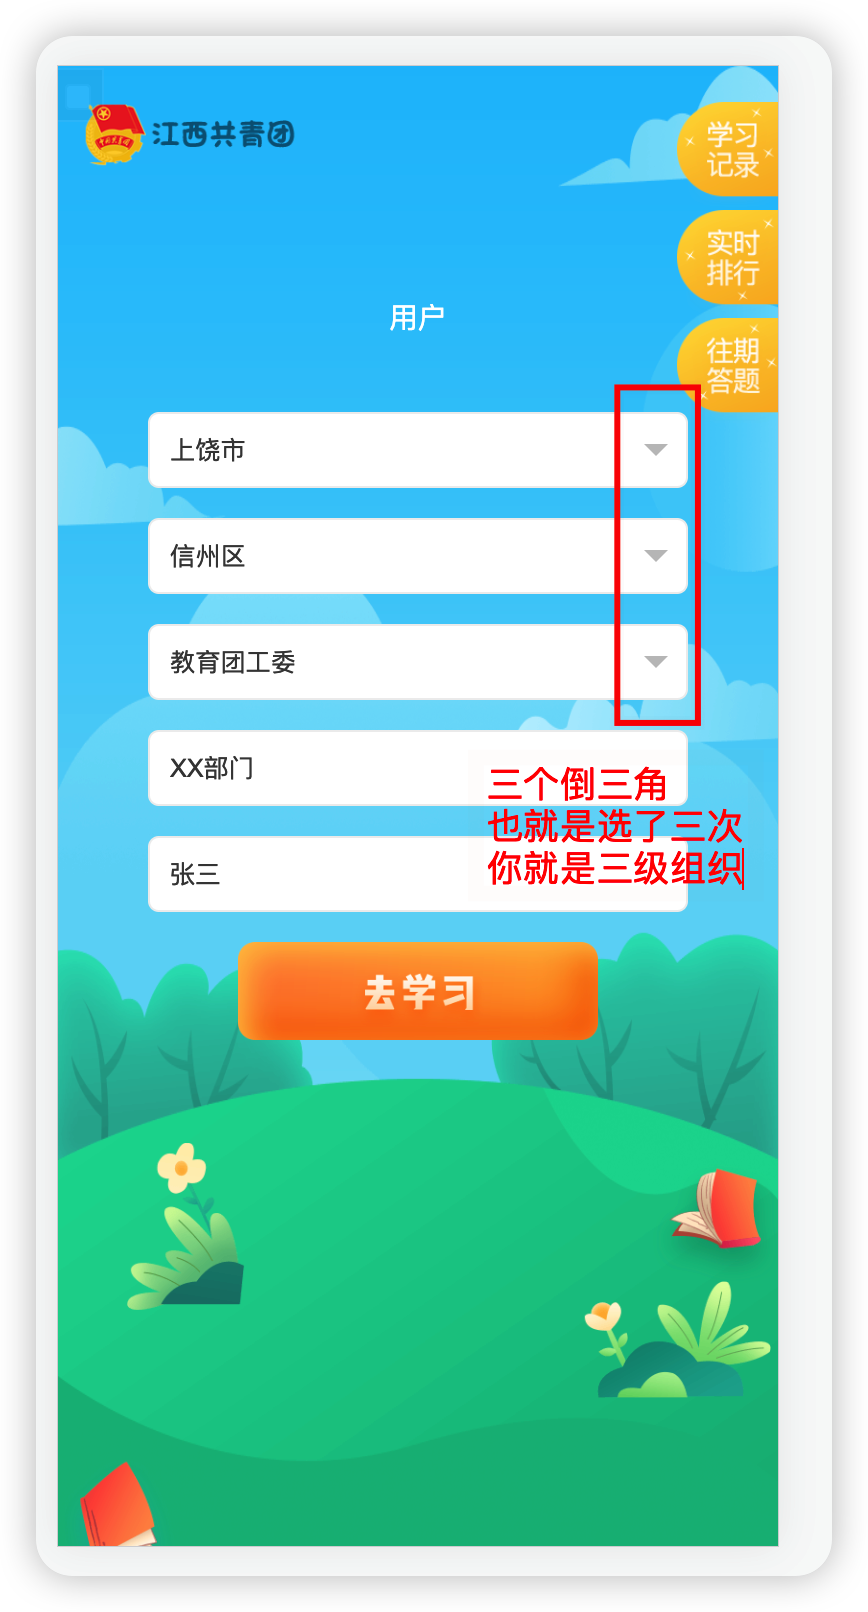 江西共青团
学习
记录
实时
排行
往期
答题
用户
上饶市
信州区
教育团工委
XX部门
张三
三个倒三角
也就是选了三次
你就是三级组织
去学习